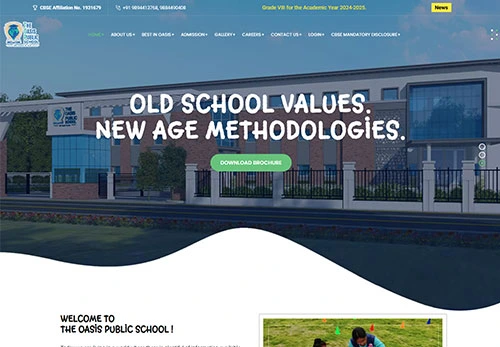 CBSE Affiliation No. 1931679
+91 9894412768, 9884410408
Grade VIII for the Academic Year 2024-2025.
News
THE OASIS PUBLIC SCHOOL
HOME ABOUT US BEST IN OASIS ADMISSION GALLERY CAREERS CONTACT US LOGIN CBSE MANDATORY DISCLOSURE
OLD SCHOOL VALUES.
NEW AGE METHODOLOGIES.
DOWNLOAD BROCHURE
WELCOME TO
THE OASIS PUBLIC SCHOOL !